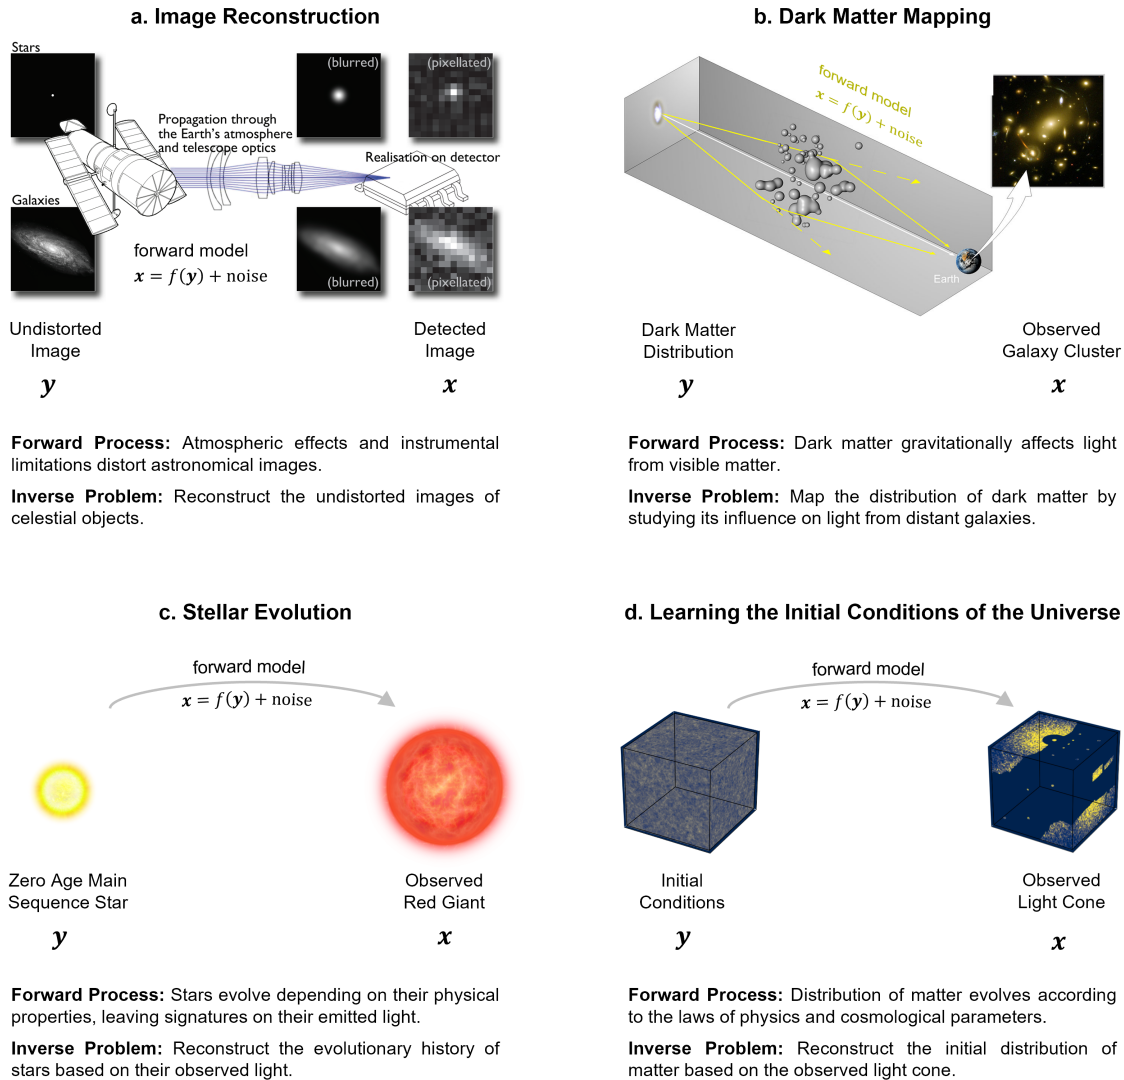 a. Image Reconstruction
Stars
(blurred)
(pixellated)
Propagation through
the Earth's atmosphere
and telescope optics
Realisation on detector
Galaxies
forward model
x = f(y) + noise
(blurred)
(pixellated)
Undistorted
Image
y
Detected
Image
x
Forward Process: Atmospheric effects and instrumental
limitations distort astronomical images.
Inverse Problem: Reconstruct the undistorted images of
celestial objects.
b. Dark Matter Mapping
forward model
x = f(y) + noise
Earth
Dark Matter
Distribution
y
Observed
Galaxy Cluster
x
Forward Process: Dark matter gravitationally affects light
from visible matter.
Inverse Problem: Map the distribution of dark matter by
studying its influence on light from distant galaxies.
c. Stellar Evolution
forward model
x = f(y) + noise
Zero Age Main
Sequence Star
y
Observed
Red Giant
x
Forward Process: Stars evolve depending on their physical
properties, leaving signatures on their emitted light.
Inverse Problem: Reconstruct the evolutionary history of
stars based on their observed light.
d. Learning the Initial Conditions of the Universe
forward model
x = f(y) + noise
Initial
Conditions
y
Observed
Light Cone
x
Forward Process: Distribution of matter evolves according
to the laws of physics and cosmological parameters.
Inverse Problem: Reconstruct the initial distribution of
matter based on the observed light cone.